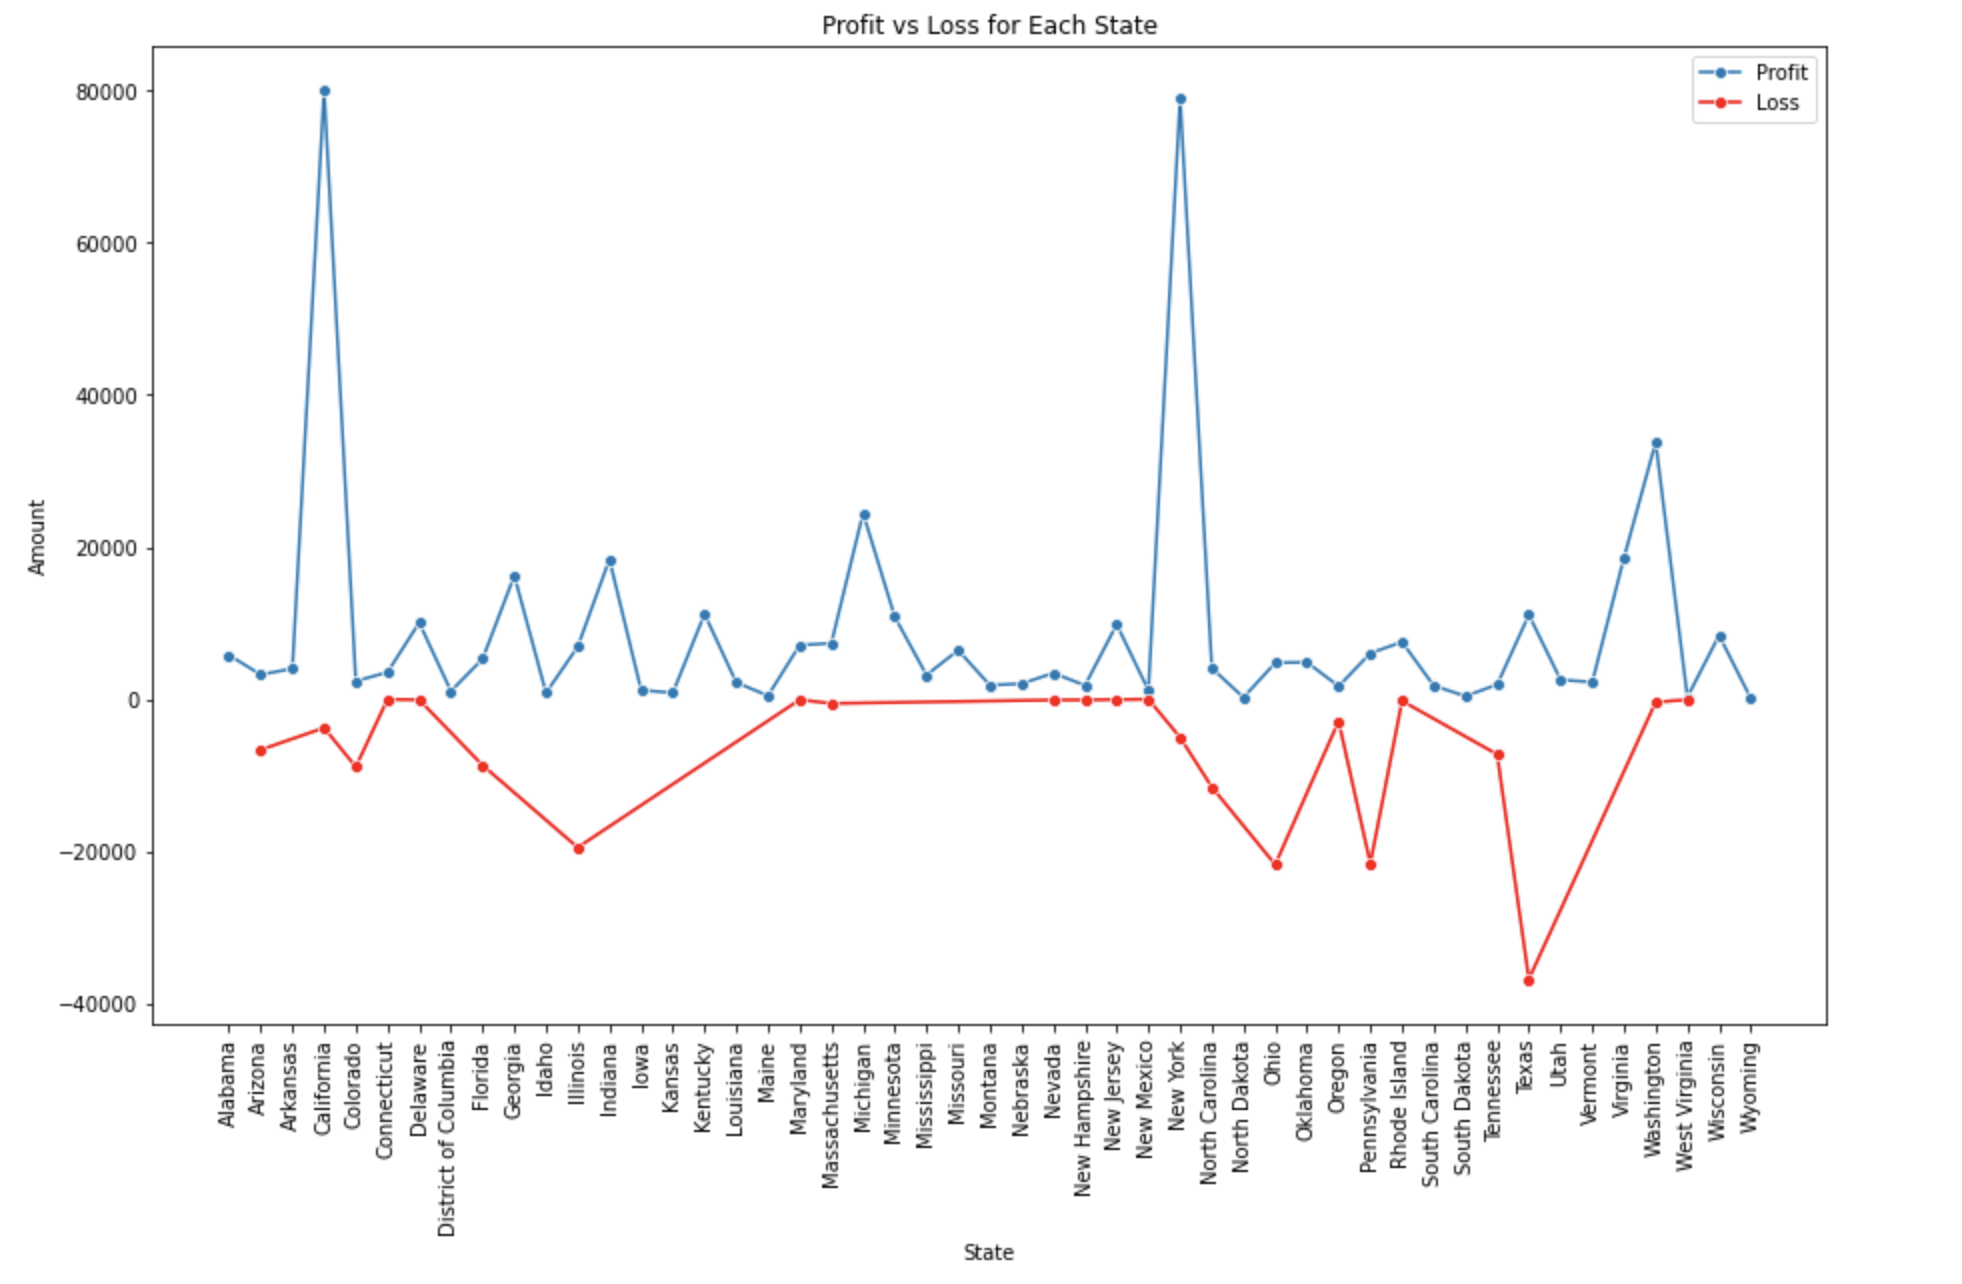 Profit vs Loss for Each State
Profit
Loss
80000
60000
40000
20000
0
−20000
−40000
Amount
Alabama
Arizona
Arkansas
California
Colorado
Connecticut
Delaware
District of Columbia
Florida
Georgia
Idaho
Illinois
Indiana
Iowa
Kansas
Kentucky
Louisiana
Maine
Maryland
Massachusetts
Michigan
Minnesota
Mississippi
Missouri
Montana
Nebraska
Nevada
New Hampshire
New Jersey
New Mexico
New York
North Carolina
North Dakota
Ohio
Oklahoma
Oregon
Pennsylvania
Rhode Island
South Carolina
South Dakota
Tennessee
Texas
Utah
Vermont
Virginia
Washington
West Virginia
Wisconsin
Wyoming
State